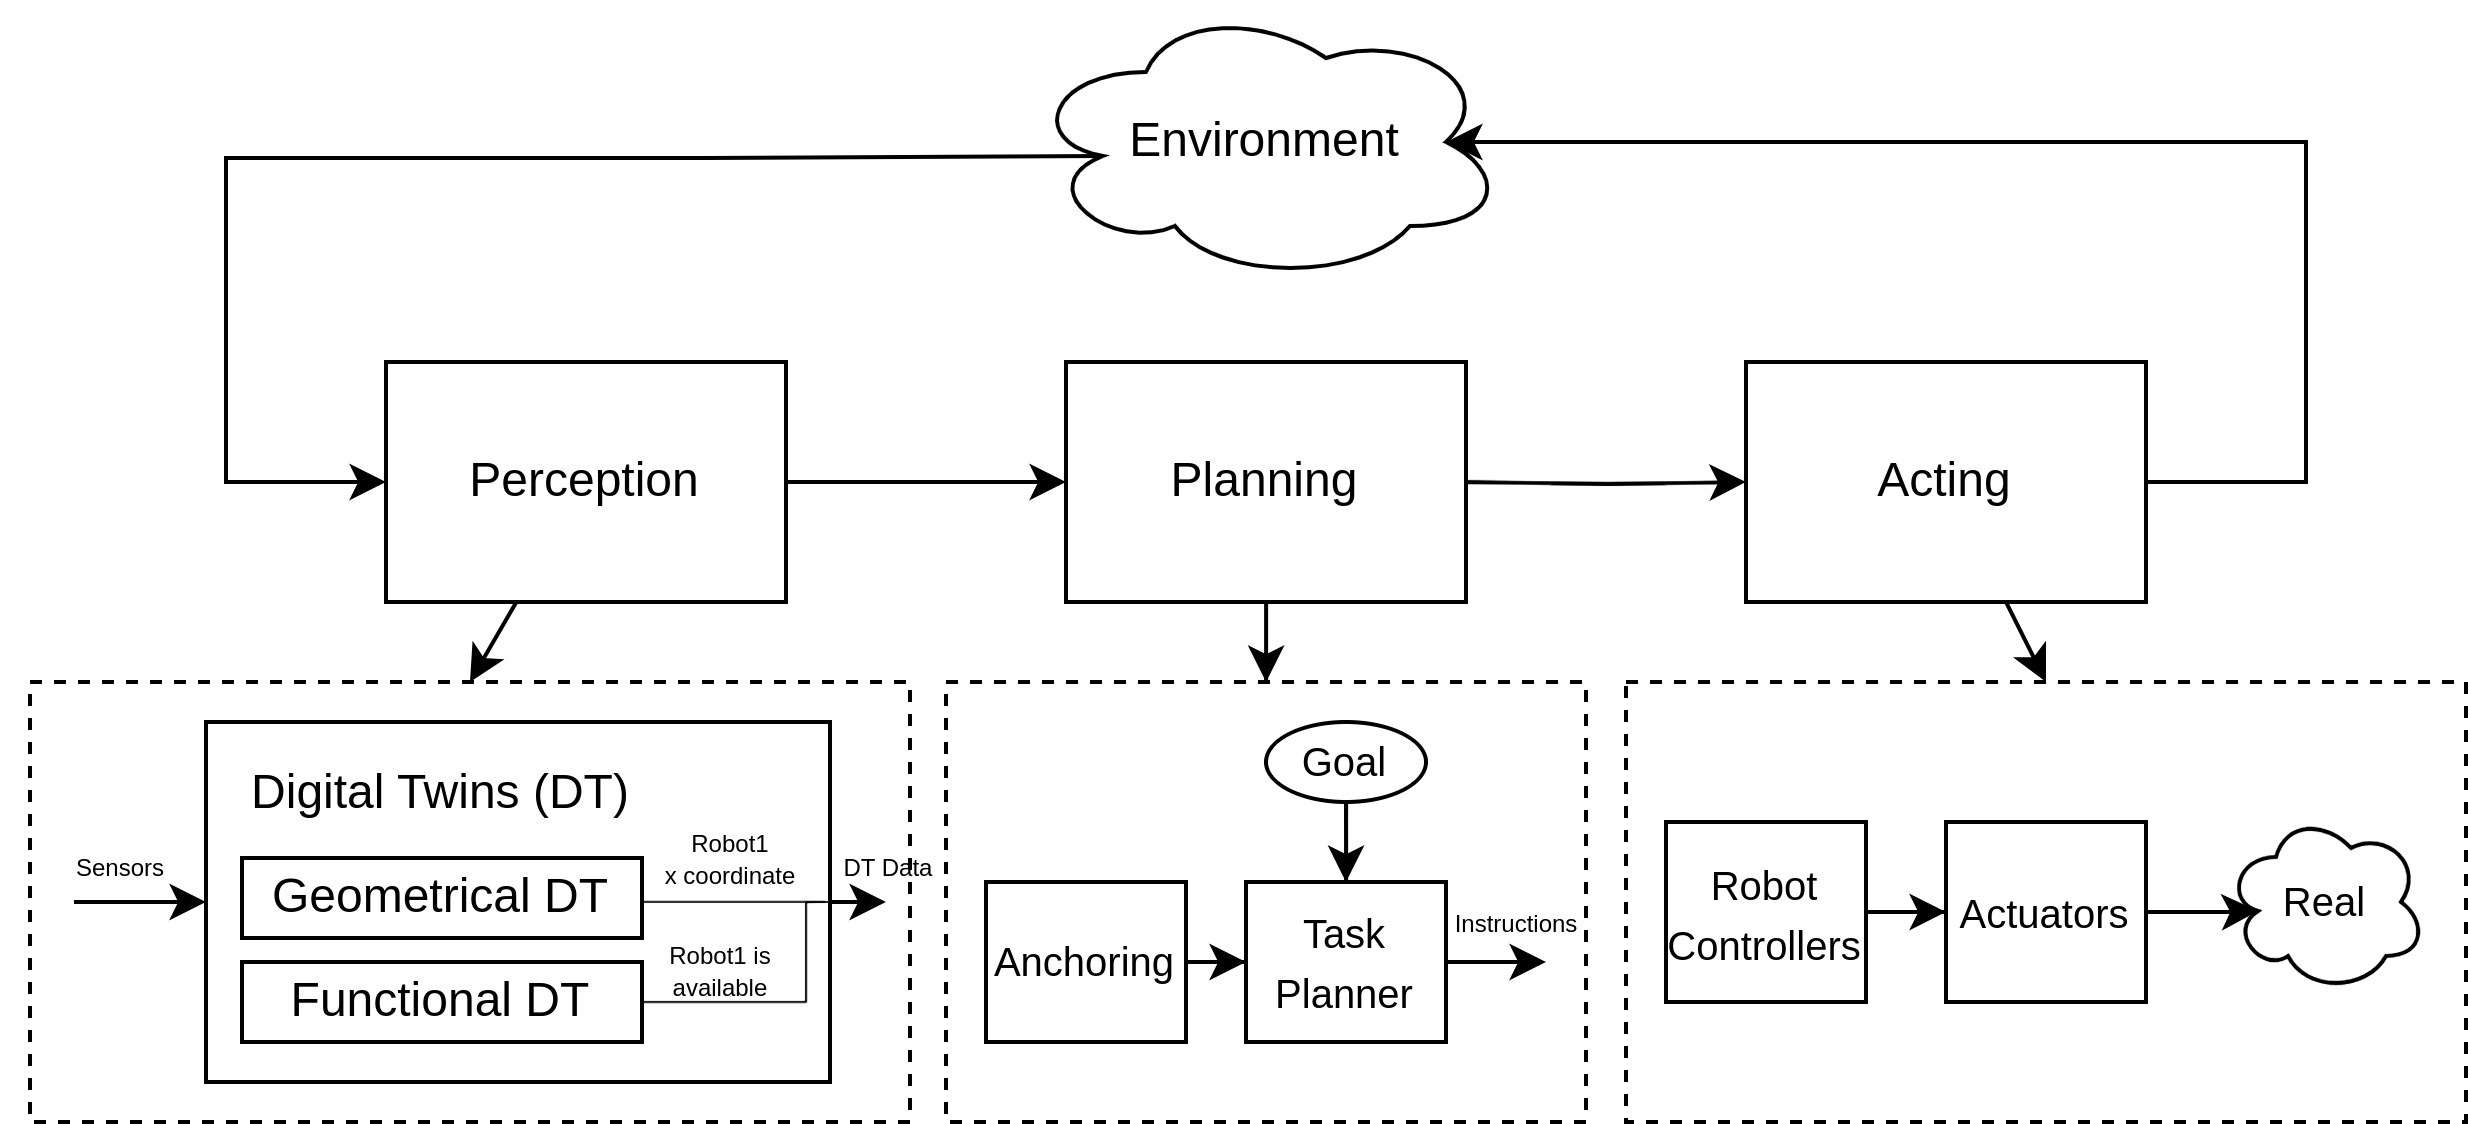 Environment
Perception
Planning
Acting
Digital Twins (DT)
Sensors
Geometrical DT
Functional DT
Robot1
x coordinate
Robot1 is
available
DT Data
Goal
Anchoring
Task
Planner
Instructions
Robot
Controllers
Actuators
Real